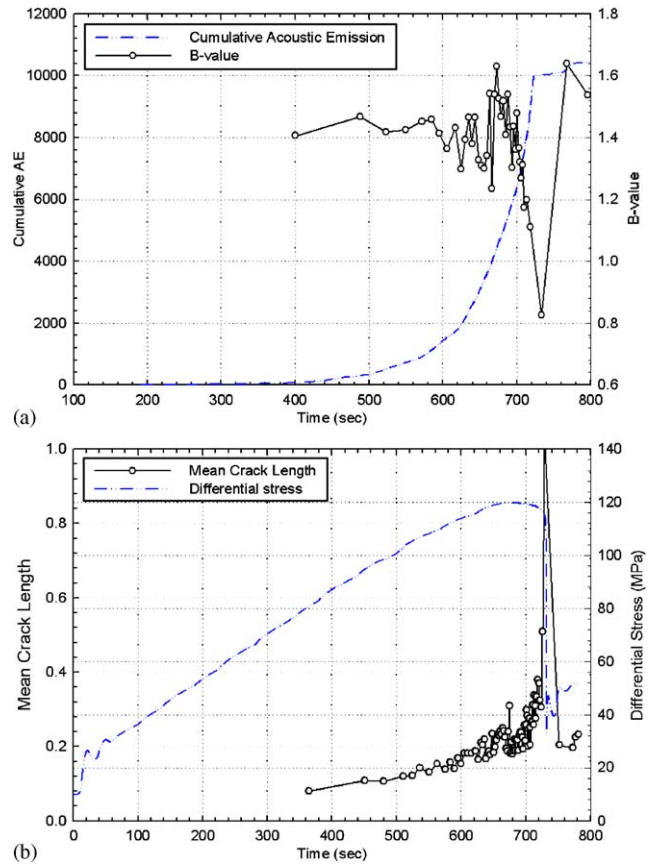 12000
10000
8000
6000
4000
2000
0
Cumulative AE
Cumulative Acoustic Emission
B-value
1.8
1.6
1.4
1.2
1.0
0.8
0.6
B-value
100 200 300 400 500 600 700 800
Time (sec)
(a)
1.0
0.8
0.6
0.4
0.2
0.0
Mean Crack Length
Mean Crack Length
Differential stress
140
120
100
80
60
40
20
0
Differential Stress (MPa)
0 100 200 300 400 500 600 700 800
Time (sec)
(b)